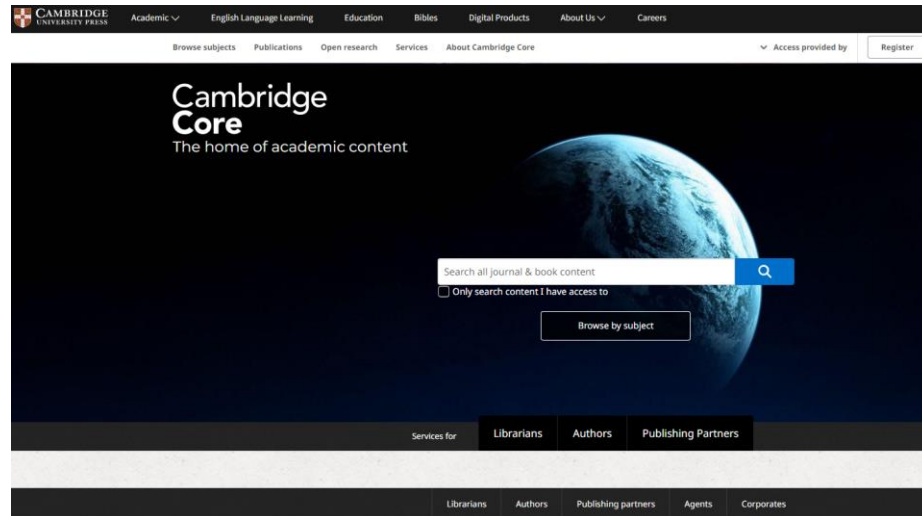 CAMBRIDGE
UNIVERSITY PRESS
Academic English Language Learning Education Bibles Digital Products About Us Careers
Browse subjects Publications Open research Services About Cambridge Core Access provided by Register
Cambridge
Core
The home of academic content
Search all journal & book content
Only search content I have access to
Browse by subject
Services for Librarians Authors Publishing Partners
Librarians Authors Publishing partners Agents Corporates